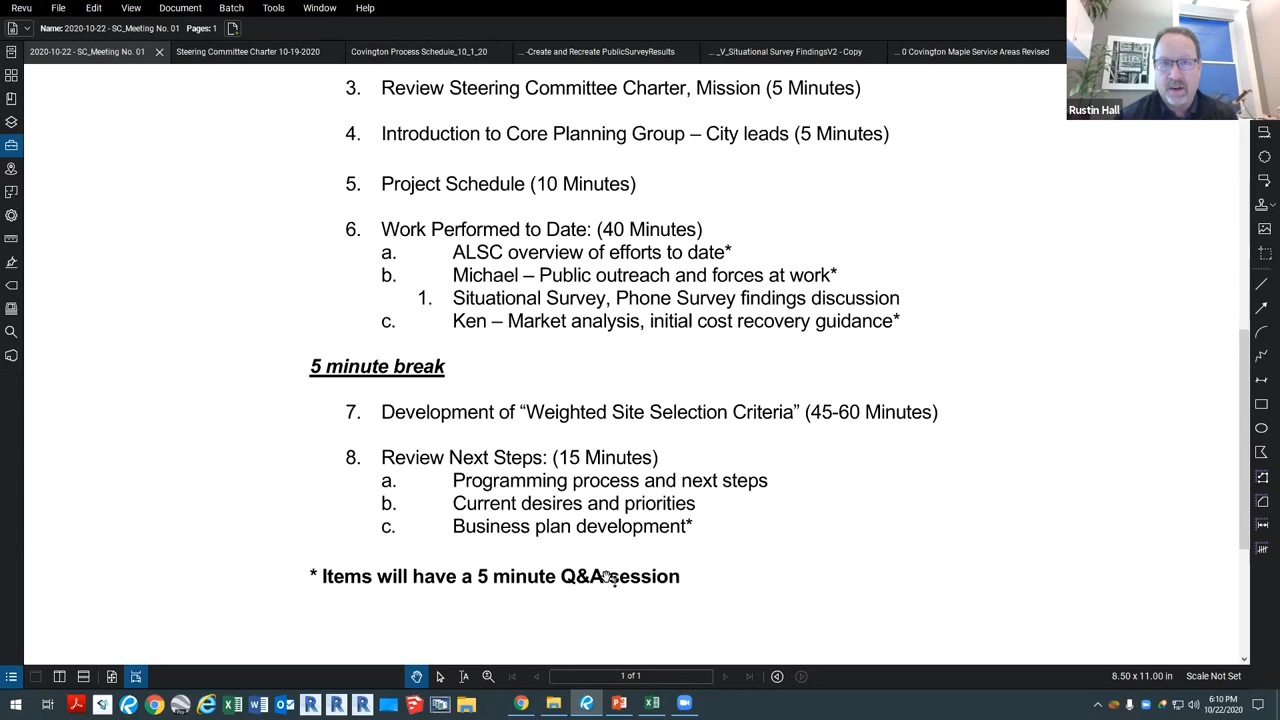 Revu File Edit View Document Batch Tools Window Help
Name: 2020-10-22 - SC_Meeting No. 01 Pages: 1
2020-10-22 - SC_Meeting No. 01 Steering Committee Charter 10-19-2020 Covington Process Schedule_10_1_20 ... -Create and Recreate PublicSurveyResults ... _V_Situational Survey FindingsV2 - Copy ... 0 Covington Maple Service Areas Revised
Rustin Hall
3. Review Steering Committee Charter, Mission (5 Minutes)
4. Introduction to Core Planning Group – City leads (5 Minutes)
5. Project Schedule (10 Minutes)
6. Work Performed to Date: (40 Minutes)
a. ALSC overview of efforts to date*
b. Michael – Public outreach and forces at work*
1. Situational Survey, Phone Survey findings discussion
c. Ken – Market analysis, initial cost recovery guidance*
5 minute break
7. Development of “Weighted Site Selection Criteria” (45-60 Minutes)
8. Review Next Steps: (15 Minutes)
a. Programming process and next steps
b. Current desires and priorities
c. Business plan development*
* Items will have a 5 minute Q&A session
1 of 1
8.50 x 11.00 in Scale Not Set
6:10 PM
10/22/2020